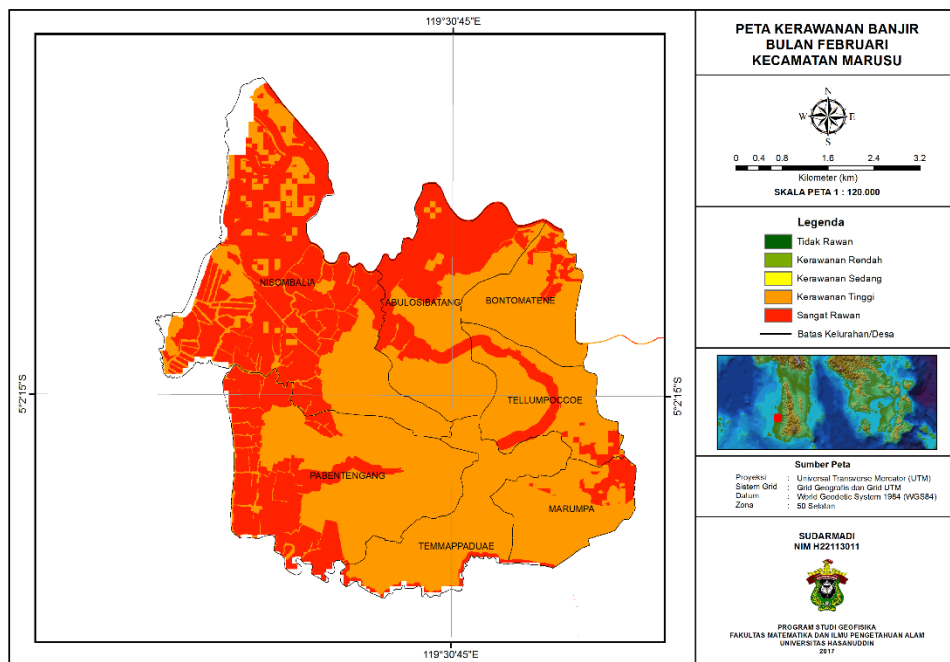 119°30'45"E
PETA KERAWANAN BANJIR
BULAN FEBRUARI
KECAMATAN MARUSU
N
W E
S
0 0.4 0.8 1.6 2.4 3.2
Kilometer (km)
SKALA PETA 1 : 120.000
Legenda
Tidak Rawan
Kerawanan Rendah
Kerawanan Sedang
Kerawanan Tinggi
Sangat Rawan
Batas Kelurahan/Desa
NISOMBALIA
ABULOSIBATANG
BONTOMATENE
5°2'15"S
5°2'15"S
TELLUMPOCCOE
PABENTENGANG
MARUMPA
TEMMAPPADUAE
Sumber Peta
Proyeksi : Universal Transverse Mercator (UTM)
Sistem Grid : Grid Geografis dan Grid UTM
Datum : World Geodetic System 1984 (WGS84)
Zona : 50 Selatan
SUDARMADI
NIM H22113011
PROGRAM STUDI GEOFISIKA
FAKULTAS MATEMATIKA DAN ILMU PENGETAHUAN ALAM
UNIVERSITAS HASANUDDIN
2017
119°30'45"E